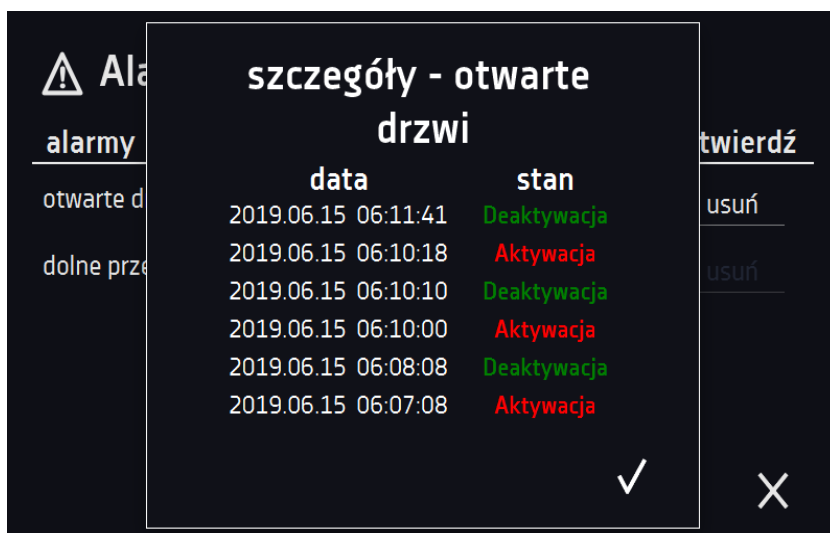 Ala
szczegóły - otwarte
drzwi
alarmy
twierdź
data stan
otwarte d
usuń
2019.06.15 06:11:41 Deaktywacja
2019.06.15 06:10:18 Aktywacja
dolne prze
usuń
2019.06.15 06:10:10 Deaktywacja
2019.06.15 06:10:00 Aktywacja
2019.06.15 06:08:08 Deaktywacja
2019.06.15 06:07:08 Aktywacja